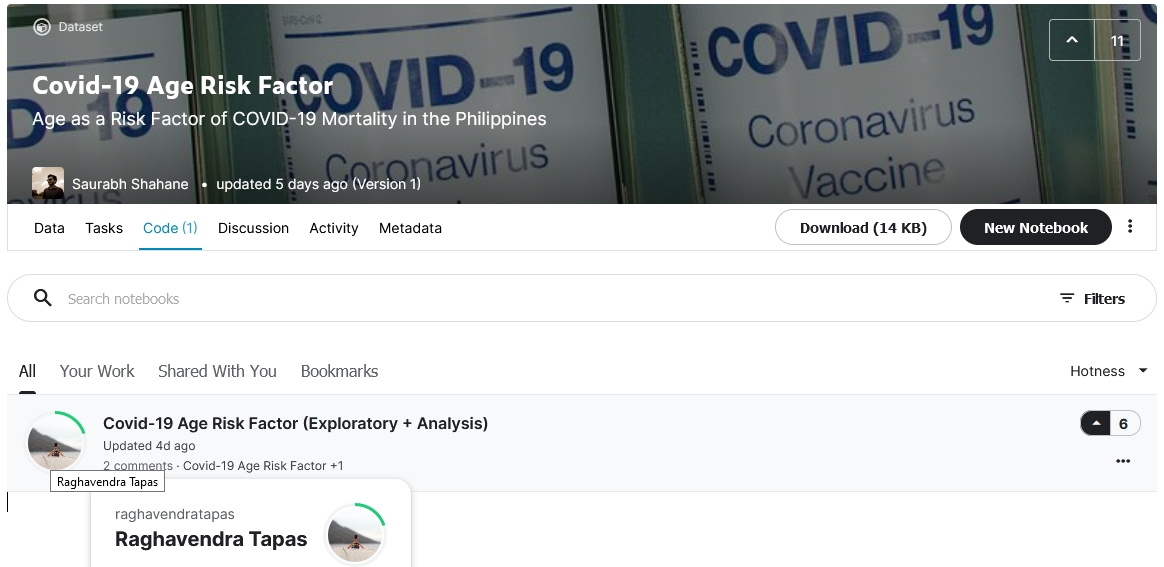 Dataset
11
Covid-19 Age Risk Factor
Age as a Risk Factor of COVID-19 Mortality in the Philippines
Saurabh Shahane • updated 5 days ago (Version 1)
COVID-19
Coronavirus
COVID-19
Coronavirus
Vaccine
Data Tasks Code (1) Discussion Activity Metadata Download (14 KB) New Notebook
Search notebooks Filters
All Your Work Shared With You Bookmarks Hotness
Covid-19 Age Risk Factor (Exploratory + Analysis) 6
Updated 4d ago
2 comments · Covid-19 Age Risk Factor +1
Raghavendra Tapas
raghavendratapas
Raghavendra Tapas